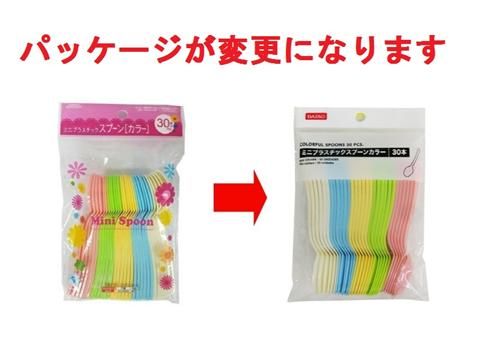 パッケージが変更になります
30
ミニプラスチックスプーン[カラー]
Mini Spoon
DAISO
COLORFUL SPOONS 30 PCS.
ミニプラスチックスプーンカラー 30本